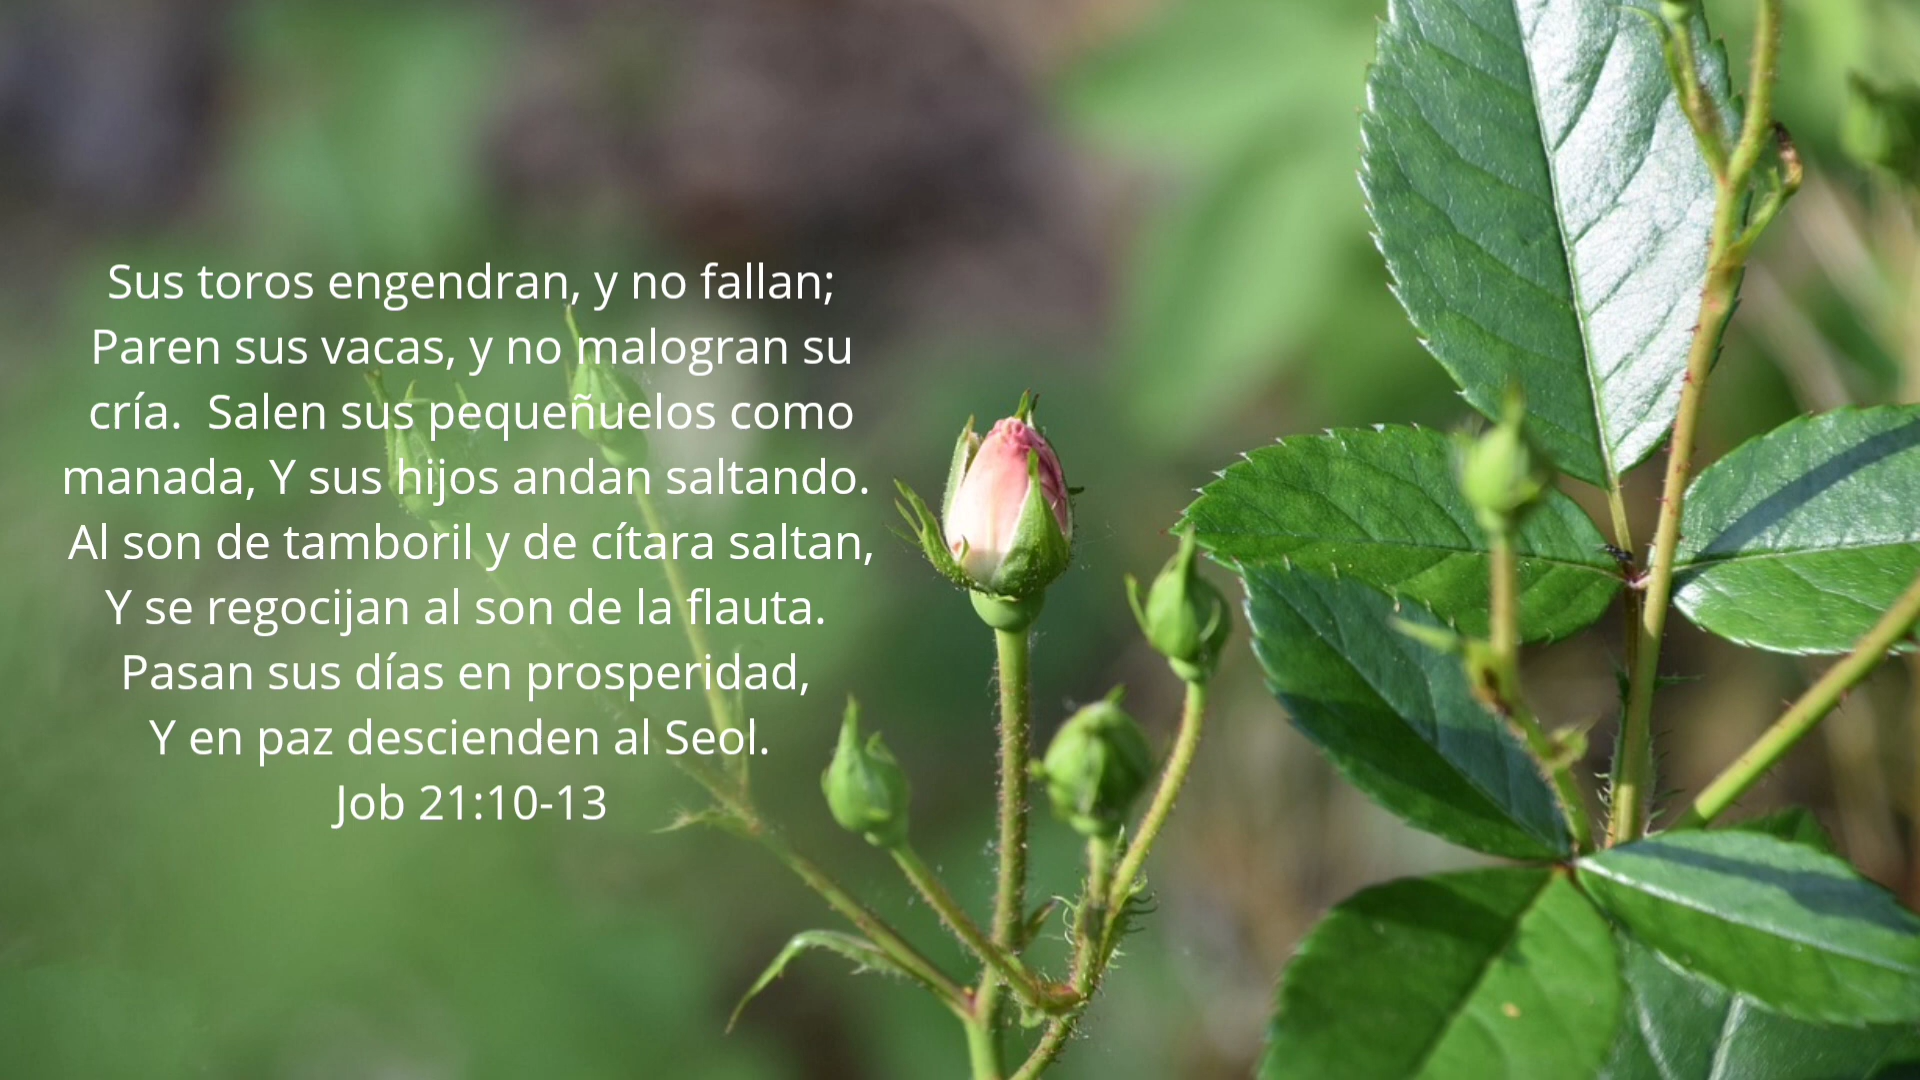 Sus toros engendran, y no fallan;
Paren sus vacas, y no malogran su
cría.  Salen sus pequeñuelos como
manada, Y sus hijos andan saltando.
Al son de tamboril y de cítara saltan,
Y se regocijan al son de la flauta.
Pasan sus días en prosperidad,
Y en paz descienden al Seol.
Job 21:10-13